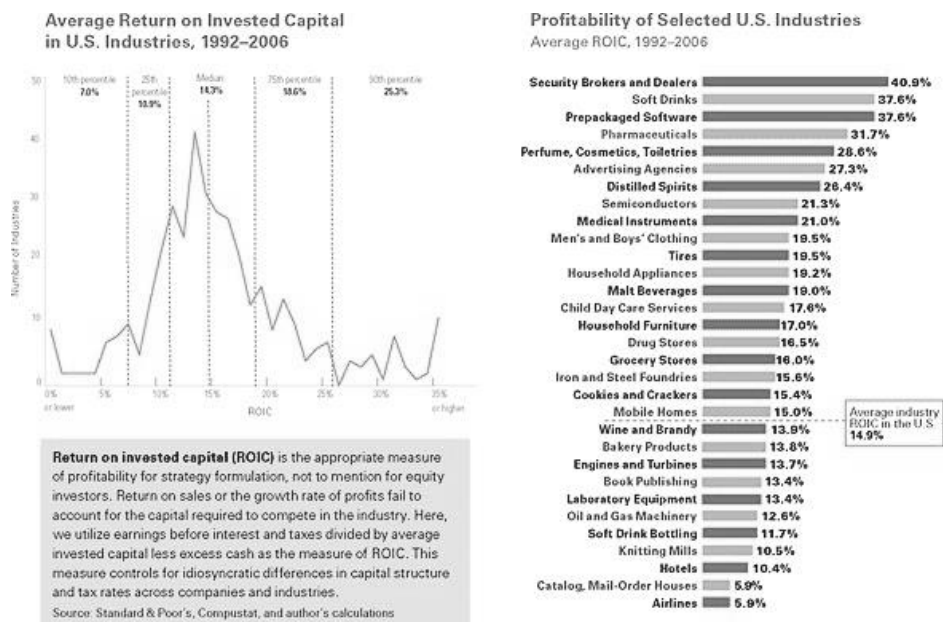 Average Return on Invested Capital
in U.S. Industries, 1992–2006
10th percentile
7.0%
25th
percentile
10.9%
Median
14.3%
75th percentile
18.6%
90th percentile
25.3%
50
40
30
20
10
0
Number of Industries
0%
or lower
5%
10%
15%
20%
25%
30%
35%
or higher
ROIC
Return on invested capital (ROIC) is the appropriate measure
of profitability for strategy formulation, not to mention for equity
investors. Return on sales or the growth rate of profits fail to
account for the capital required to compete in the industry. Here,
we utilize earnings before interest and taxes divided by average
invested capital less excess cash as the measure of ROIC. This
measure controls for idiosyncratic differences in capital structure
and tax rates across companies and industries.
Source: Standard & Poor's, Compustat, and author's calculations
Profitability of Selected U.S. Industries
Average ROIC, 1992–2006
Security Brokers and Dealers 40.9%
Soft Drinks 37.6%
Prepackaged Software 37.6%
Pharmaceuticals 31.7%
Perfume, Cosmetics, Toiletries 28.6%
Advertising Agencies 27.3%
Distilled Spirits 26.4%
Semiconductors 21.3%
Medical Instruments 21.0%
Men's and Boys' Clothing 19.5%
Tires 19.5%
Household Appliances 19.2%
Malt Beverages 19.0%
Child Day Care Services 17.6%
Household Furniture 17.0%
Drug Stores 16.5%
Grocery Stores 16.0%
Iron and Steel Foundries 15.6%
Cookies and Crackers 15.4%
Mobile Homes 15.0%
Average industry
ROIC in the U.S.
14.9%
Wine and Brandy 13.9%
Bakery Products 13.8%
Engines and Turbines 13.7%
Book Publishing 13.4%
Laboratory Equipment 13.4%
Oil and Gas Machinery 12.6%
Soft Drink Bottling 11.7%
Knitting Mills 10.5%
Hotels 10.4%
Catalog, Mail-Order Houses 5.9%
Airlines 5.9%